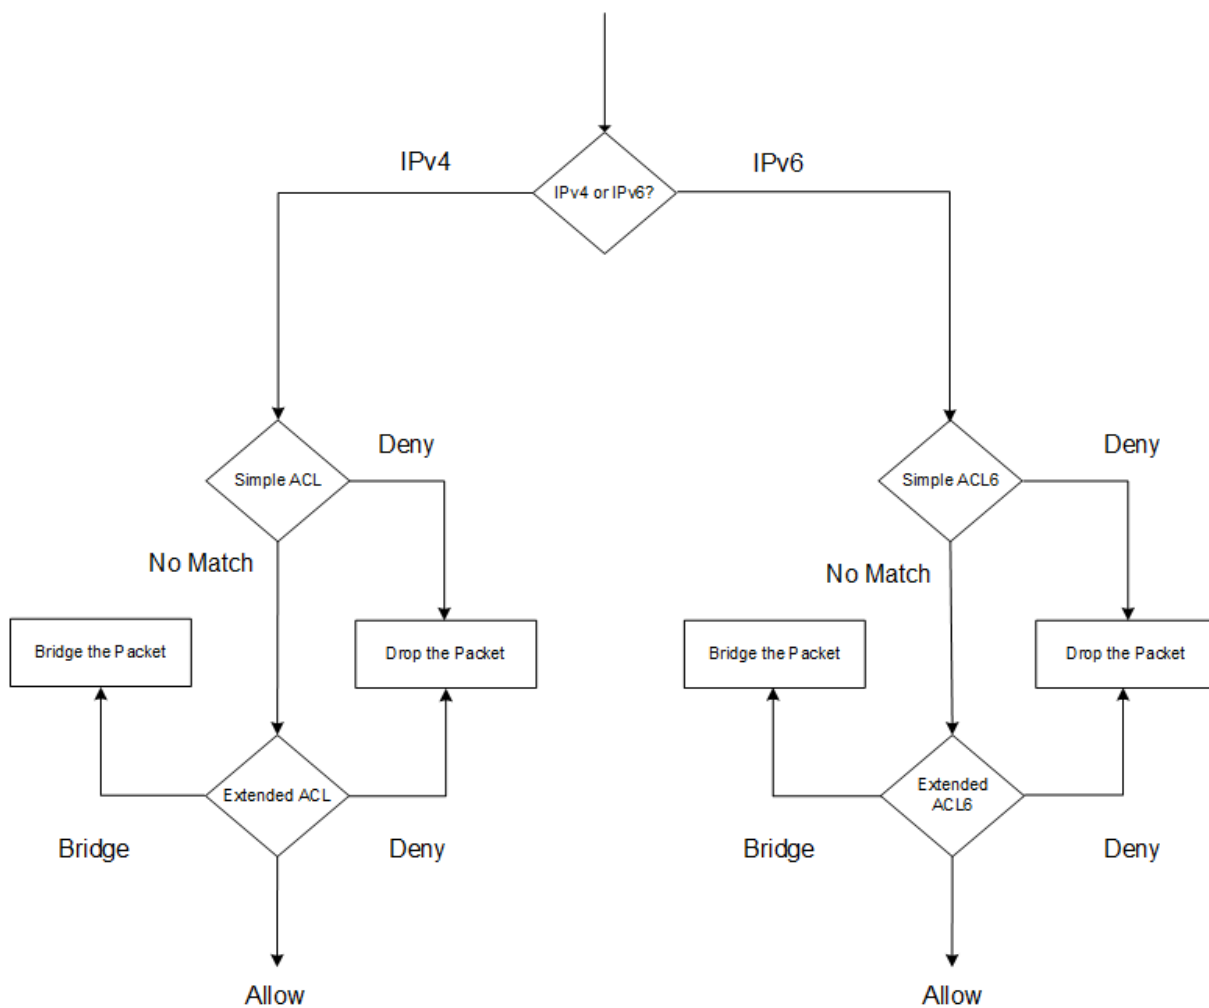 IPv4
IPv6
IPv4 or IPv6?
Deny
Deny
Simple ACL
Simple ACL6
No Match
No Match
Bridge the Packet
Drop the Packet
Bridge the Packet
Drop the Packet
Extended ACL
Extended
ACL6
Bridge
Deny
Bridge
Deny
Allow
Allow